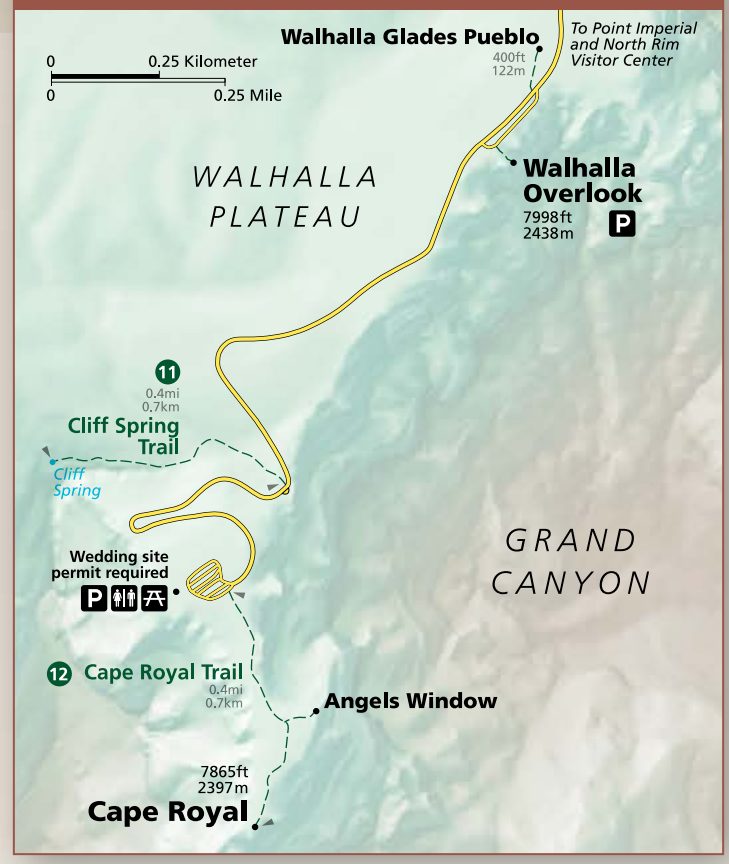 Walhalla Glades Pueblo
400ft
122m
To Point Imperial
and North Rim
Visitor Center
0 0.25 Kilometer
0 0.25 Mile
WALHALLA
PLATEAU
Walhalla
Overlook
7998ft
2438m
P
11
0.4mi
0.7km
Cliff Spring
Trail
Cliff
Spring
GRAND
CANYON
Wedding site
permit required
P
12 Cape Royal Trail
0.4mi
0.7km
Angels Window
7865ft
2397m
Cape Royal